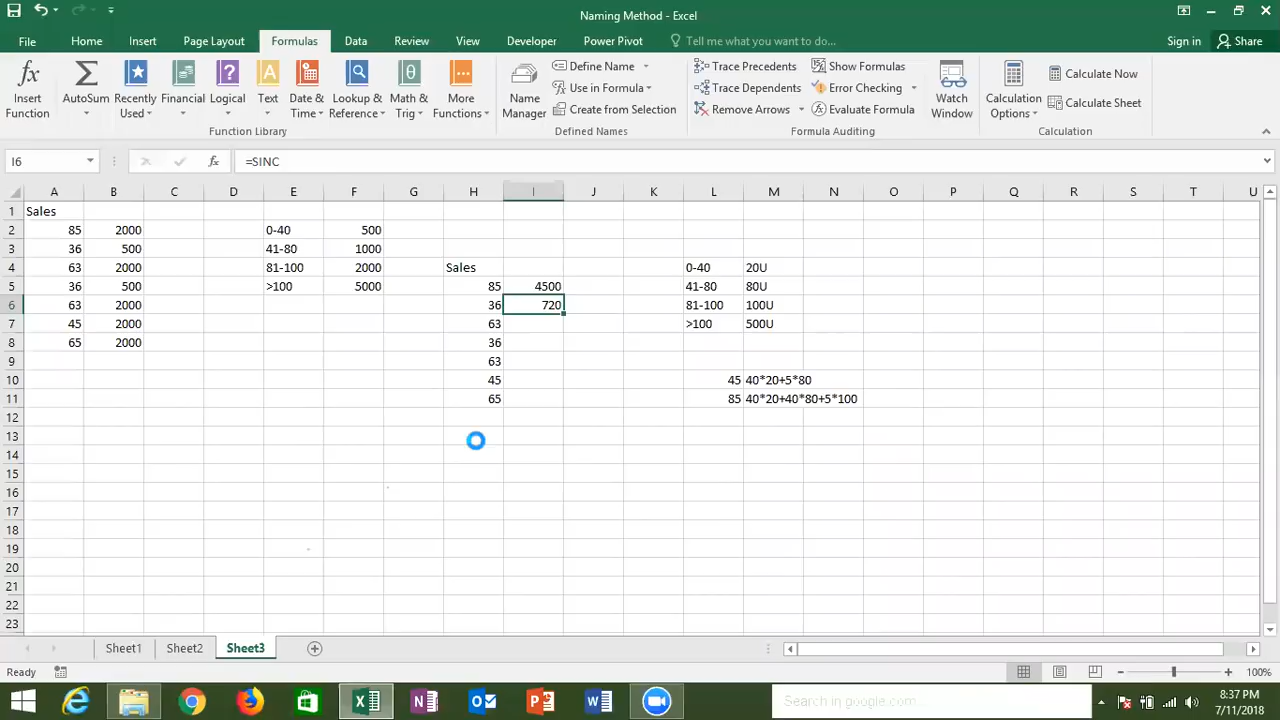 Naming Method - Excel
File Home Insert Page Layout Formulas Data Review View Developer Power Pivot Tell me what you want to do... Sign in Share
Insert Function
AutoSum
Recently Used
Financial
Logical
Text
Date & Time
Lookup & Reference
Math & Trig
More Functions
Function Library
Name Manager
Define Name
Use in Formula
Create from Selection
Defined Names
Trace Precedents
Trace Dependents
Remove Arrows
Show Formulas
Error Checking
Evaluate Formula
Formula Auditing
Watch Window
Calculation Options
Calculate Now
Calculate Sheet
Calculation
I6 fx =SINC
A B C D E F G H I J K L M N O P Q R S T U
1 Sales
2 85 2000 0-40 500
3 36 500 41-80 1000
4 63 2000 81-100 2000 Sales 0-40 20U
5 36 500 >100 5000 85 4500 41-80 80U
6 63 2000 36 720 81-100 100U
7 45 2000 63 >100 500U
8 65 2000 36
9 63
10 45 45 40*20+5*80
11 65 85 40*20+40*80+5*100
12
13
14
15
16
17
18
19
20
21
22
23
Sheet1 Sheet2 Sheet3
Ready 100%
Search in google.com 8:37 PM
7/11/2018